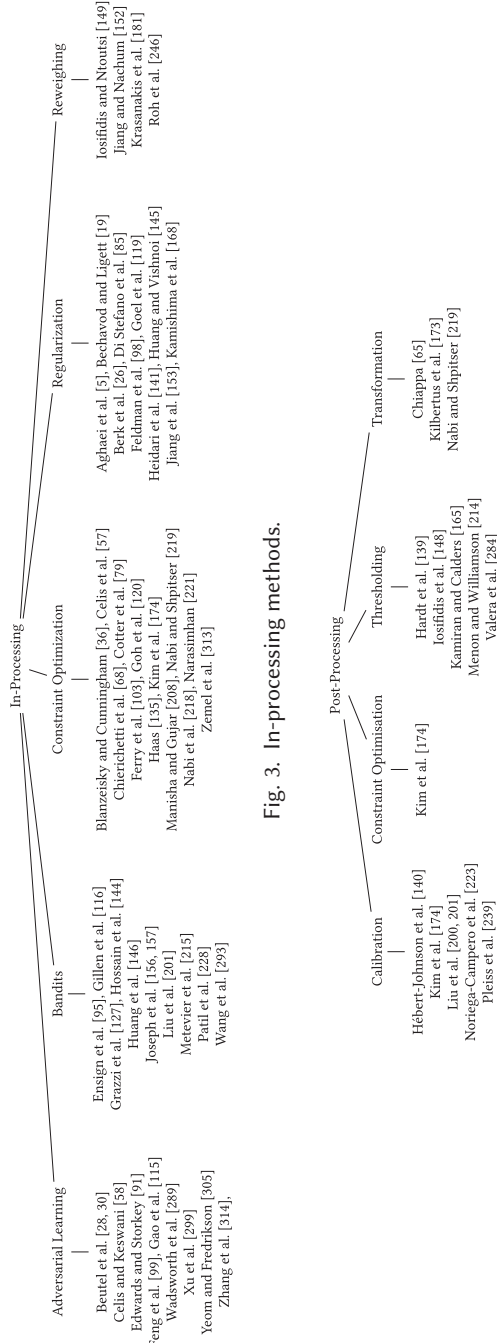 In-Processing
Adversarial Learning
Beutel et al. [28, 30]
Celis and Keswani [58]
Edwards and Storkey [91]
Feng et al. [99], Gao et al. [115]
Wadsworth et al. [289]
Xu et al. [299]
Yeom and Fredrikson [305]
Zhang et al. [314],
Bandits
Ensign et al. [95], Gillen et al. [116]
Grazzi et al. [127], Hossain et al. [144]
Huang et al. [146]
Joseph et al. [156, 157]
Liu et al. [201]
Metevier et al. [215]
Patil et al. [228]
Wang et al. [293]
Constraint Optimization
Blanzeisky and Cunningham [36], Celis et al. [57]
Chierichetti et al. [68], Cotter et al. [79]
Ferry et al. [103], Goh et al. [120]
Haas [135], Kim et al. [174]
Manisha and Gujar [208], Nabi and Shpitser [219]
Nabi et al. [218], Narasimhan [221]
Zemel et al. [313]
Regularization
Aghaei et al. [5], Bechavod and Ligett [19]
Berk et al. [26], Di Stefano et al. [85]
Feldman et al. [98], Goel et al. [119]
Heidari et al. [141], Huang and Vishnoi [145]
Jiang et al. [153], Kamishima et al. [168]
Reweighing
Iosifidis and Ntoutsi [149]
Jiang and Nachum [152]
Krasanakis et al. [181]
Roh et al. [246]
Fig. 3. In-processing methods.
Post-Processing
Calibration
Hébert-Johnson et al. [140]
Kim et al. [174]
Liu et al. [200, 201]
Noriega-Campero et al. [223]
Pleiss et al. [239]
Constraint Optimisation
Kim et al. [174]
Thresholding
Hardt et al. [139]
Iosifidis et al. [148]
Kamiran and Calders [165]
Menon and Williamson [214]
Valera et al. [284]
Transformation
Chiappa [65]
Kilbertus et al. [173]
Nabi and Shpitser [219]